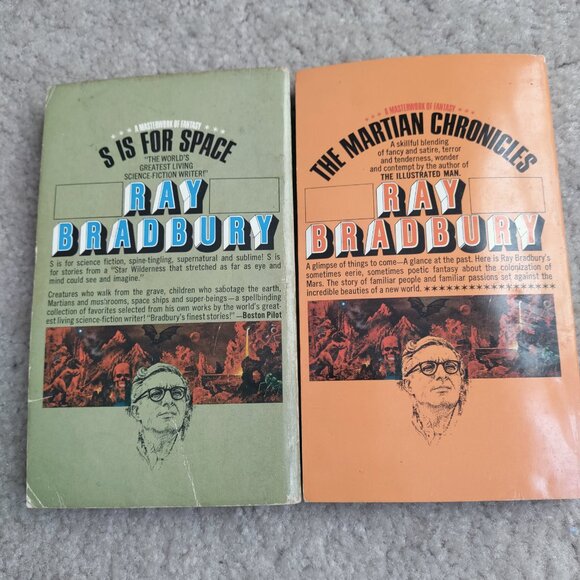 ★★★ A MASTERWORK OF FANTASY ★★★
S IS FOR SPACE
"THE WORLD'S
GREATEST LIVING
SCIENCE-FICTION WRITER!"
RAY
BRADBURY
S is for science fiction, spine-tingling, supernatural and sublime! S is
for stories from a "Star Wilderness that stretched as far as eye and
mind could see and imagine."
Creatures who walk from the grave, children who sabotage the earth,
Martians and mushrooms, space ships and super-beings—a spellbinding
collection of favorites selected from his own works by the world's great-
est living science-fiction writer! "Bradbury's finest stories!"—Boston Pilot
★★★ A MASTERWORK OF FANTASY ★★★
THE MARTIAN CHRONICLES
A skillful blending
of fancy and satire, terror
and tenderness, wonder
and contempt by the author of
THE ILLUSTRATED MAN.
RAY
BRADBURY
A glimpse of things to come—A glance at the past. Here is Ray Bradbury's
sometimes eerie, sometimes poetic fantasy about the colonization of
Mars. The story of familiar people and familiar passions set against the
incredible beauties of a new world. ★★★★★★★★★★★★★★★★★★